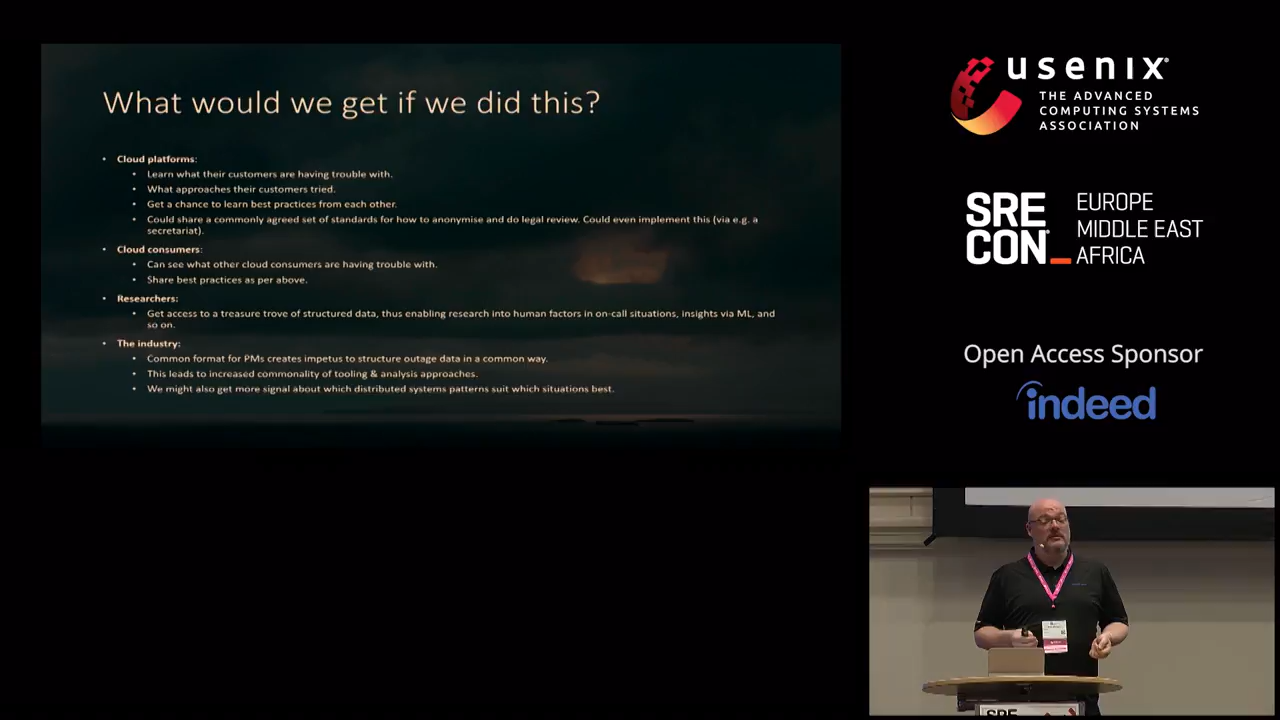 What would we get if we did this?
• Cloud platforms:
• Learn what their customers are having trouble with.
• What approaches their customers tried.
• Get a chance to learn best practices from each other.
• Could share a commonly agreed set of standards for how to anonymise and do legal review. Could even implement this (via e.g. a
secretariat).
• Cloud consumers:
• Can see what other cloud consumers are having trouble with.
• Share best practices as per above.
• Researchers:
• Get access to a treasure trove of structured data, thus enabling research into human factors in on-call situations, insights via ML, and
so on.
• The industry:
• Common format for PMs creates impetus to structure outage data in a common way.
• This leads to increased commonality of tooling & analysis approaches.
• We might also get more signal about which distributed systems patterns suit which situations best.
usenix®
THE ADVANCED
COMPUTING SYSTEMS
ASSOCIATION
SRE
CON
EUROPE
MIDDLE EAST
AFRICA
Open Access Sponsor
indeed
SRE